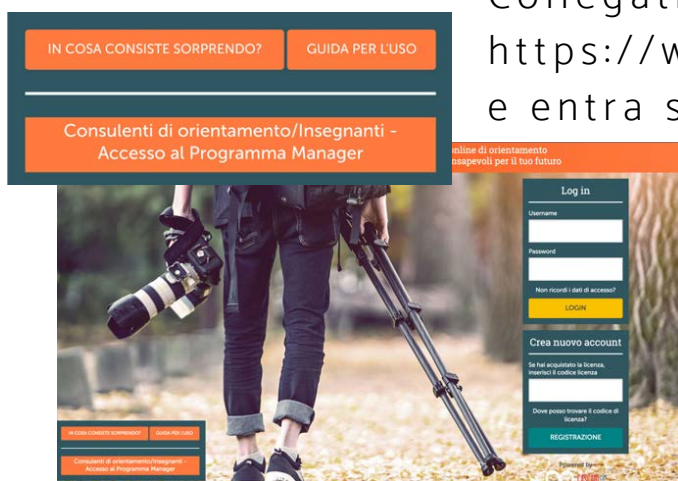 Collegati
https://w
e entra s
IN COSA CONSISTE SORPRENDO?
GUIDA PER L'USO
Consulenti di orientamento/Insegnanti -
Accesso al Programma Manager
online di orientamento
nsapevoli per il tuo futuro
Log in
Username
Password
Non ricordi i dati di accesso?
LOGIN
Crea nuovo account
Se hai acquistato la licenza,
inserisci il codice licenza
Dove posso trovare il codice di
licenza?
REGISTRAZIONE
Powered by
IN COSA CONSISTE SORPRENDO?
GUIDA PER L'USO
Consulenti di orientamento/Insegnanti -
Accesso al Programma Manager